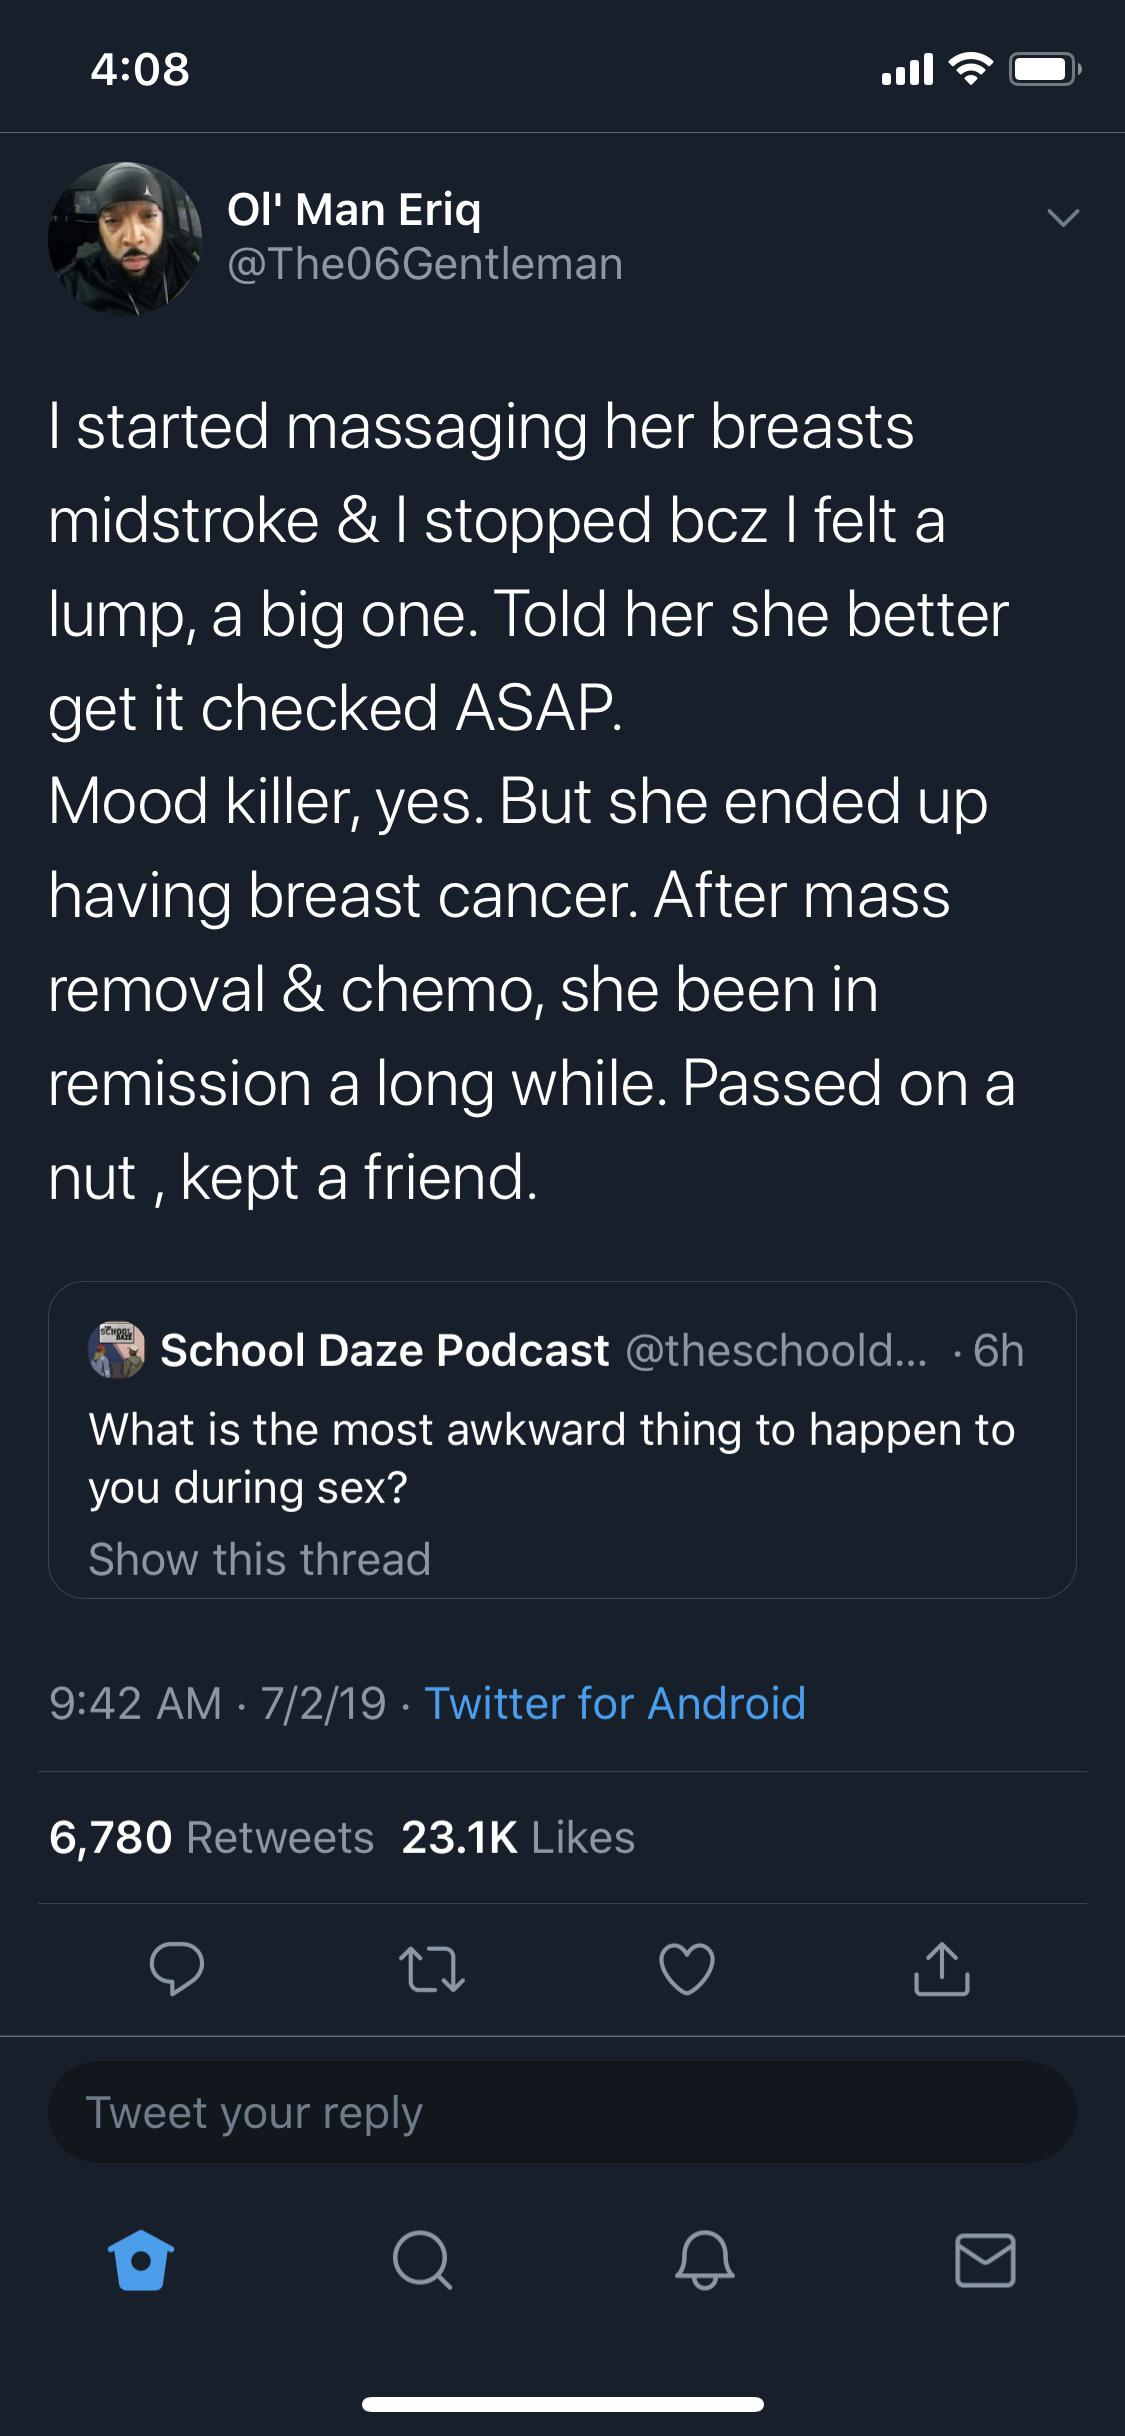 4:08
Ol' Man Eriq
@The06Gentleman
I started massaging her breasts
midstroke & I stopped bcz I felt a
lump, a big one. Told her she better
get it checked ASAP.
Mood killer, yes. But she ended up
having breast cancer. After mass
removal & chemo, she been in
remission a long while. Passed on a
nut , kept a friend.
SCHOOL
DAZE
School Daze Podcast @theschoold... · 6h
What is the most awkward thing to happen to
you during sex?
Show this thread
9:42 AM · 7/2/19 · Twitter for Android
6,780 Retweets 23.1K Likes
Tweet your reply